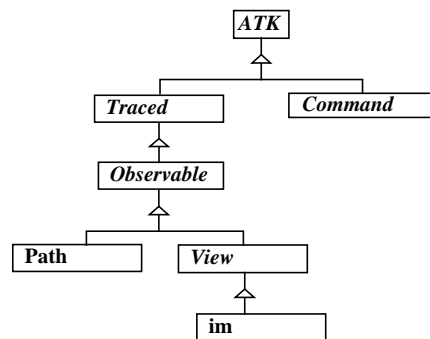 ATK
Traced
Command
Observable
Path
View
im